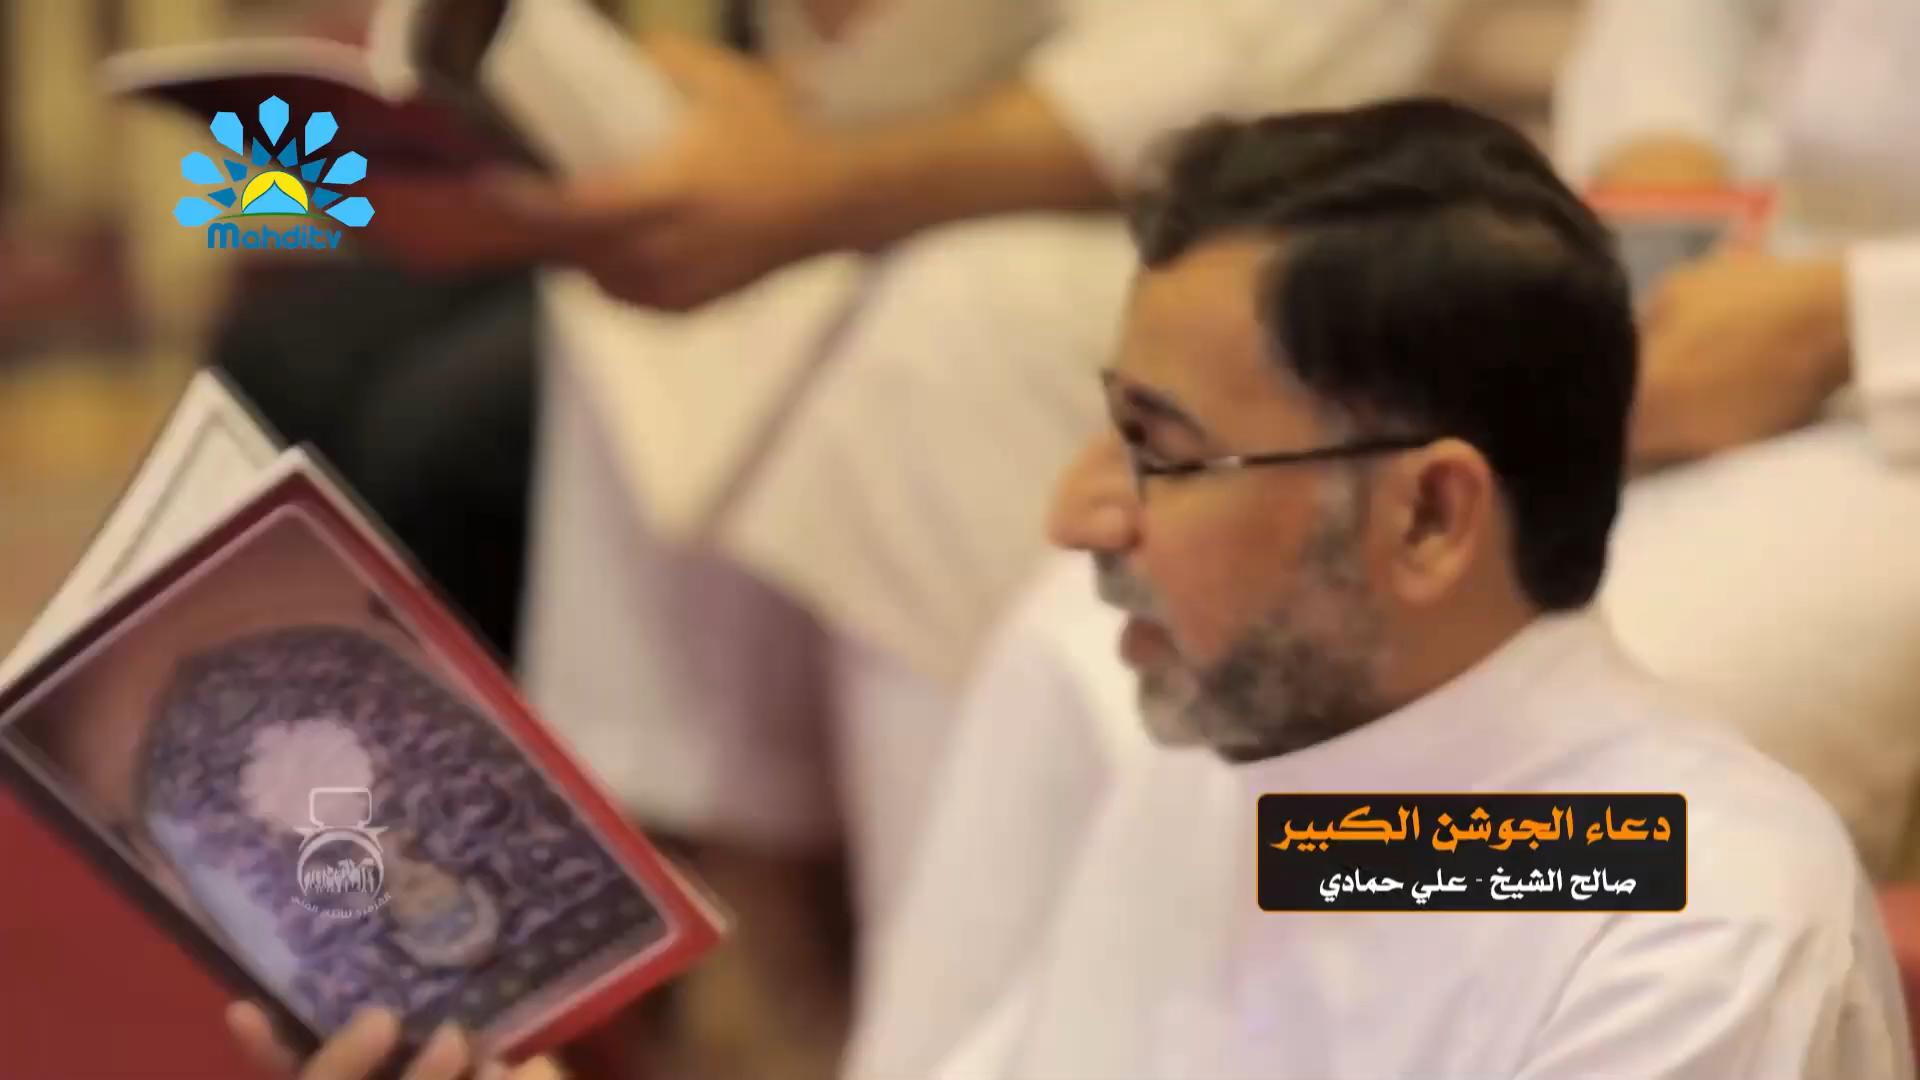 Mahditv
دعاء الجوشن الكبير
صالح الشيخ - علي حمادي